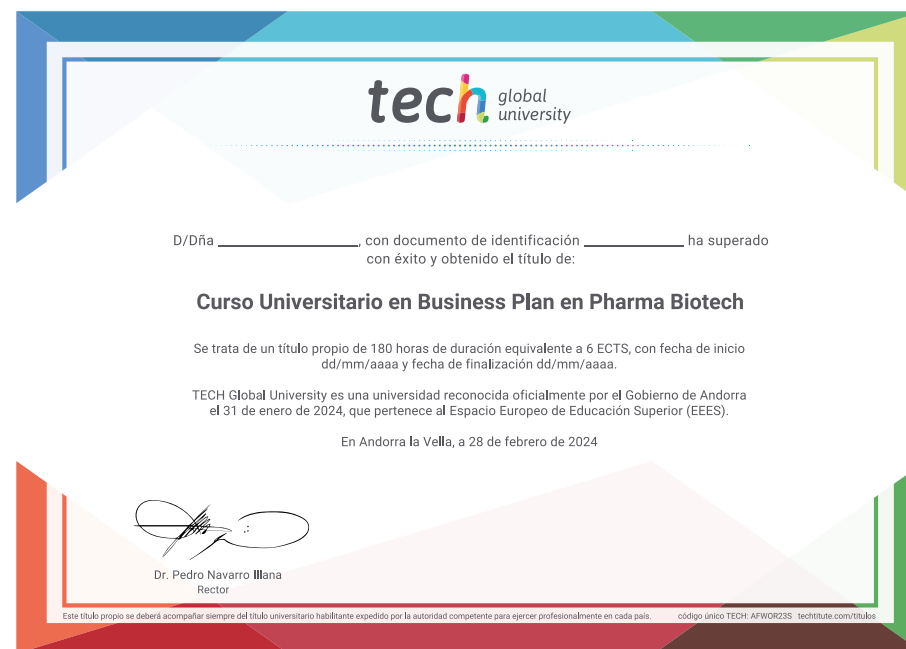 tech global university
D/Dña ____________________, con documento de identificación ______________ ha superado
con éxito y obtenido el título de:
Curso Universitario en Business Plan en Pharma Biotech
Se trata de un título propio de 180 horas de duración equivalente a 6 ECTS, con fecha de inicio
dd/mm/aaaa y fecha de finalización dd/mm/aaaa.
TECH Global University es una universidad reconocida oficialmente por el Gobierno de Andorra
el 31 de enero de 2024, que pertenece al Espacio Europeo de Educación Superior (EEES).
En Andorra la Vella, a 28 de febrero de 2024
Dr. Pedro Navarro Illana
Rector
Este título propio se deberá acompañar siempre del título universitario habilitante expedido por la autoridad competente para ejercer profesionalmente en cada país. código único TECH: AFWOR23S techtitute.com/titulos